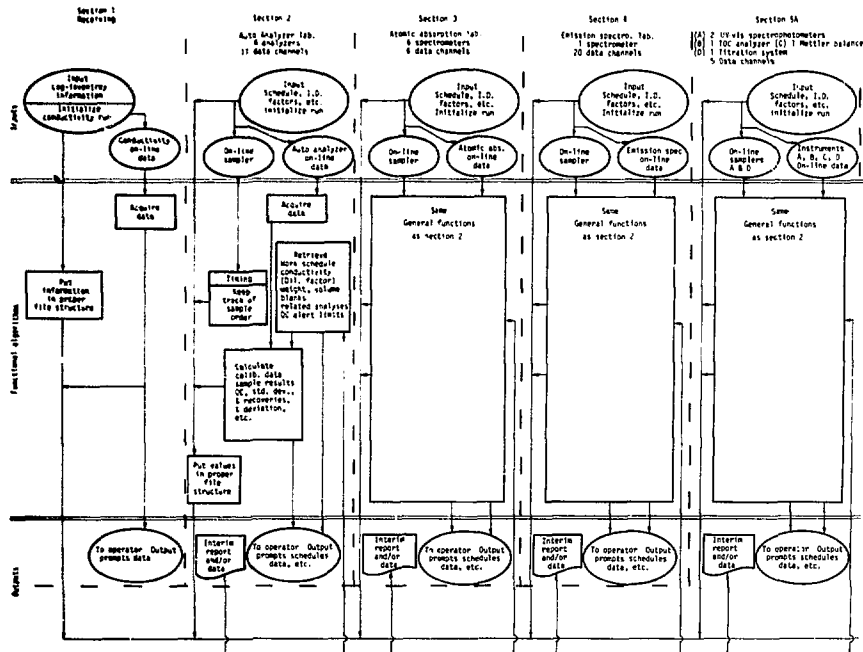 Section 1
Receiving
Section 2
Auto Analyzer lab.
4 analyzers
11 data channels
Section 3
Atomic absorption lab.
6 spectrometers
6 data channels
Section 4
Emission spectro. lab.
1 spectrometer
20 data channels
Section 5A
(A) 2 UV-vis spectrophotometers
(B) 1 TOC analyzer (C) 1 Mettler balance
(D) 1 Titration system
5 Data channels
Inputs
Input
Log-inventory
information
Initialize
conductivity run
Conductivity
on-line
data
Input
Schedule, I.D.
factors, etc.
initialize run
On-line
sampler
Auto analyzer
on-line
data
Input
Schedule, I.D.
factors, etc.
Initialize run
On-line
sampler
Atomic abs.
on-line
data
Input
Schedule, I.D.
factors, etc.
Initialize run
On-line
sampler
Emission spec
on-line
data
Input
Schedule, I.D.
factors, etc.
initialize run
On-line
samplers
A & D
Instruments
A, B, C, D
On-line data
Functional algorithms
Acquire
data
Put
information
in proper
file structure
Acquire
data
Timing
Keep
track of
sample
order
Retrieve
Work schedule
conductivity
(Dil. factor)
weight, volume
blanks
related analyses
QC alert limits
Calculate
calib. data
sample results
QC, std. dev.,
% recoveries,
% deviation,
etc.
Put values
in proper
file
structure
Same
General functions
as section 2
Same
General functions
as section 2
Same
General functions
as section 2
Outputs
To operator Output
prompts data
Interim
report
and/or
data
To operator Output
prompts schedules
data, etc.
Interim
report
and/or
data
To operator Output
prompts schedules
data, etc.
Interim
report
and/or
data
To operator Output
prompts schedules
data, etc.
Interim
report
and/or
data
To operator Output
prompts schedules
data, etc.